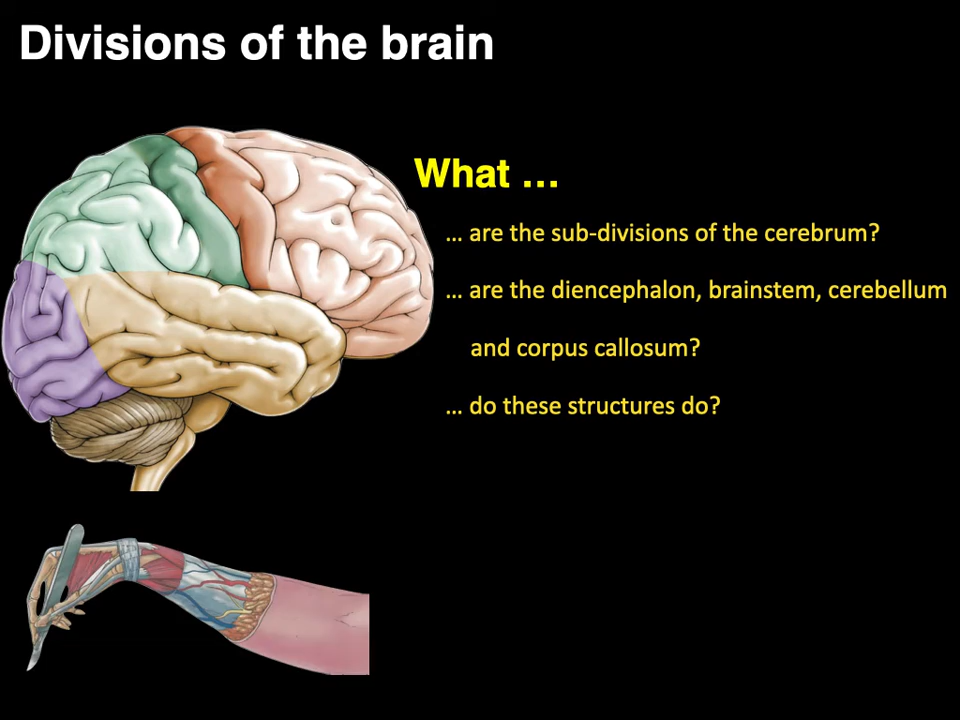 Divisions of the brain
What …
… are the sub-divisions of the cerebrum?
… are the diencephalon, brainstem, cerebellum
and corpus callosum?
… do these structures do?